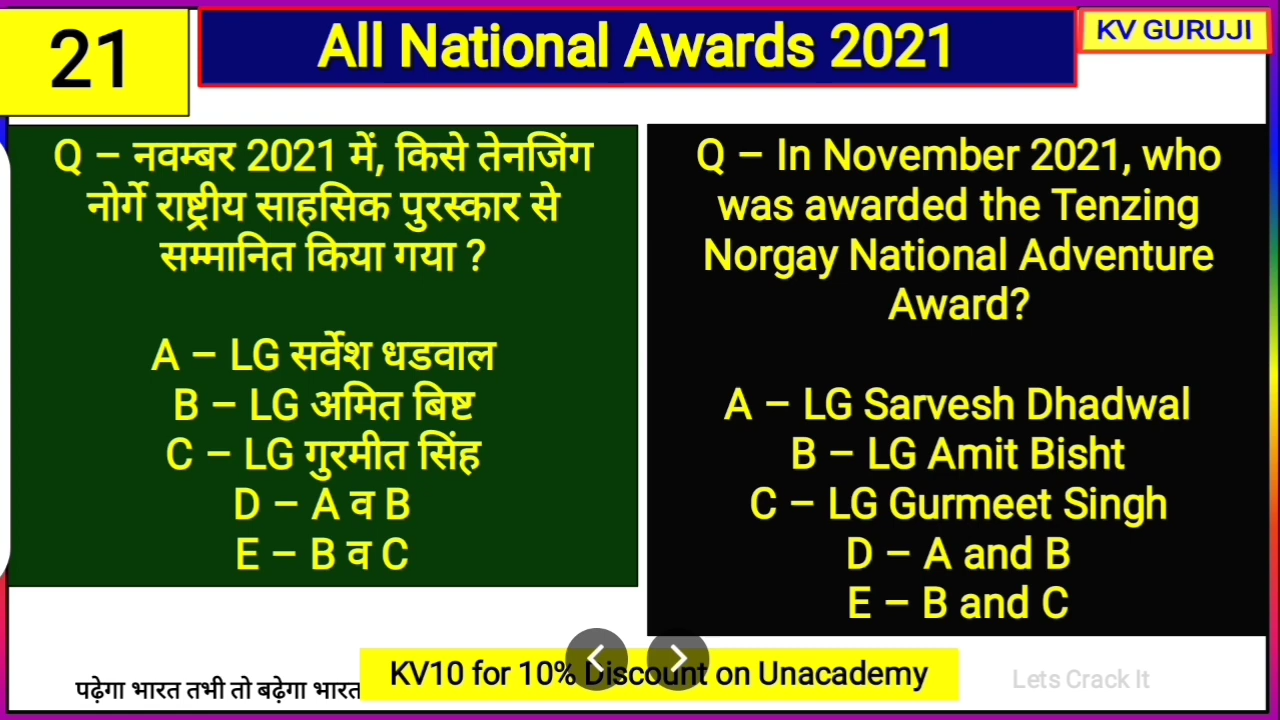 21
All National Awards 2021
KV GURUJI
Q – नवम्बर 2021 में, किसे तेनजिंग
नोर्गे राष्ट्रीय साहसिक पुरस्कार से
सम्मानित किया गया ?
A – LG सर्वेश धडवाल
B – LG अमित बिष्ट
C – LG गुरमीत सिंह
D – A व B
E – B व C
Q – In November 2021, who
was awarded the Tenzing
Norgay National Adventure
Award?
A – LG Sarvesh Dhadwal
B – LG Amit Bisht
C – LG Gurmeet Singh
D – A and B
E – B and C
KV10 for 10% Discount on Unacademy
पढ़ेगा भारत तभी तो बढ़ेगा भारत
Lets Crack It